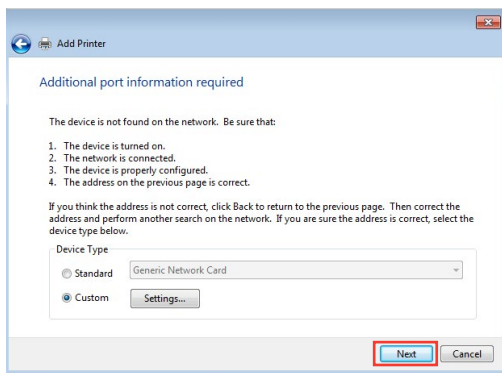 Add Printer
Additional port information required
The device is not found on the network. Be sure that:
1. The device is turned on.
2. The network is connected.
3. The device is properly configured.
4. The address on the previous page is correct.
If you think the address is not correct, click Back to return to the previous page. Then correct the
address and perform another search on the network. If you are sure the address is correct, select the
device type below.
Device Type
Standard Generic Network Card
Custom Settings...
Next Cancel